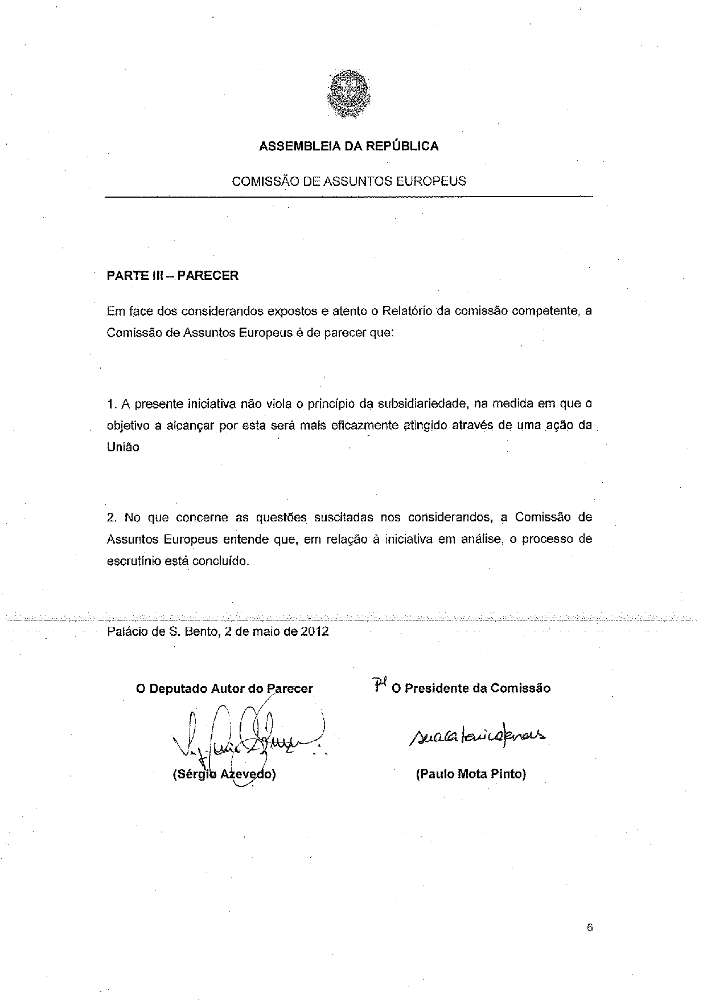 ASSEMBLEIA DA REPÚBLICA
COMISSÃO DE ASSUNTOS EUROPEUS
PARTE III – PARECER
Em face dos considerandos expostos e atento o Relatório da comissão competente, a
Comissão de Assuntos Europeus é de parecer que:
1. A presente iniciativa não viola o princípio da subsidiariedade, na medida em que o
objetivo a alcançar por esta será mais eficazmente atingido através de uma ação da
União
2. No que concerne as questões suscitadas nos considerandos, a Comissão de
Assuntos Europeus entende que, em relação à iniciativa em análise, o processo de
escrutínio está concluído.
Palácio de S. Bento, 2 de maio de 2012
O Deputado Autor do Parecer
O Presidente da Comissão
(Sérgio Azevedo)
(Paulo Mota Pinto)
6